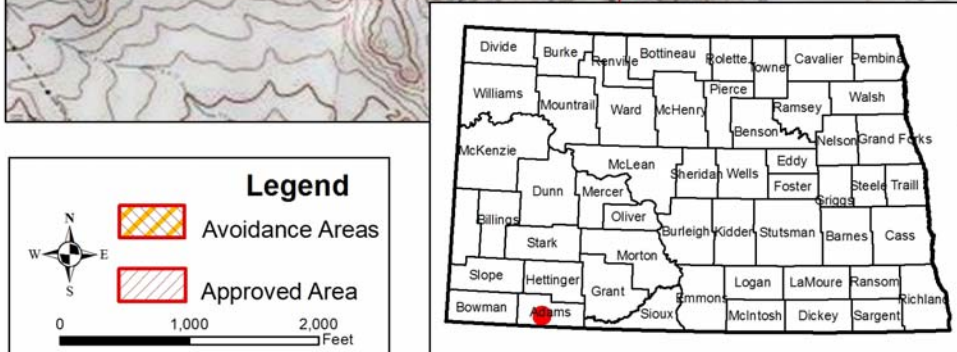 Legend
N
W E
S
Avoidance Areas
Approved Area
0 1,000 2,000
Feet
Divide
Burke
Renville
Bottineau
Rolette
Towner
Cavalier
Pembina
Williams
Mountrail
Ward
McHenry
Pierce
Ramsey
Walsh
Benson
Nelson
Grand Forks
McKenzie
McLean
Sheridan
Wells
Eddy
Foster
Griggs
Steele
Traill
Dunn
Mercer
Oliver
Billings
Burleigh
Kidder
Stutsman
Barnes
Cass
Stark
Morton
Slope
Hettinger
Grant
Emmons
Logan
LaMoure
Ransom
Richland
Bowman
Adams
Sioux
McIntosh
Dickey
Sargent